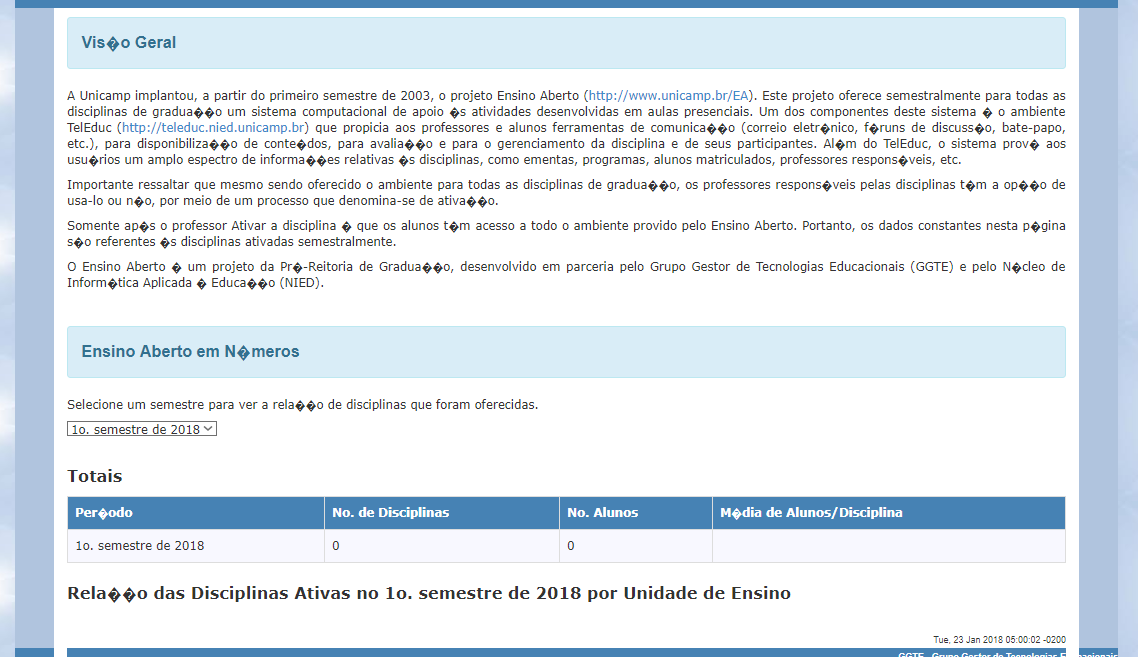 Vis�o Geral
A Unicamp implantou, a partir do primeiro semestre de 2003, o projeto Ensino Aberto (http://www.unicamp.br/EA). Este projeto oferece semestralmente para todas as
disciplinas de gradua��o um sistema computacional de apoio �s atividades desenvolvidas em aulas presenciais. Um dos componentes deste sistema � o ambiente
TelEduc (http://teleduc.nied.unicamp.br) que propicia aos professores e alunos ferramentas de comunica��o (correio eletr�nico, f�runs de discuss�o, bate-papo,
etc.), para disponibiliza��o de conte�dos, para avalia��o e para o gerenciamento da disciplina e de seus participantes. Al�m do TelEduc, o sistema prov� aos
usu�rios um amplo espectro de informa��es relativas �s disciplinas, como ementas, programas, alunos matriculados, professores respons�veis, etc.
Importante ressaltar que mesmo sendo oferecido o ambiente para todas as disciplinas de gradua��o, os professores respons�veis pelas disciplinas t�m a op��o de
usa-lo ou n�o, por meio de um processo que denomina-se de ativa��o.
Somente ap�s o professor Ativar a disciplina � que os alunos t�m acesso a todo o ambiente provido pelo Ensino Aberto. Portanto, os dados constantes nesta p�gina
s�o referentes �s disciplinas ativadas semestralmente.
O Ensino Aberto � um projeto da Pr�-Reitoria de Gradua��o, desenvolvido em parceria pelo Grupo Gestor de Tecnologias Educacionais (GGTE) e pelo N�cleo de
Inform�tica Aplicada � Educa��o (NIED).
Ensino Aberto em N�meros
Selecione um semestre para ver a rela��o de disciplinas que foram oferecidas.
1o. semestre de 2018
Totais
Per�odo No. de Disciplinas No. Alunos M�dia de Alunos/Disciplina
1o. semestre de 2018 0 0
Rela��o das Disciplinas Ativas no 1o. semestre de 2018 por Unidade de Ensino
Tue, 23 Jan 2018 05:00:02 -0200
GGTE - Grupo Gestor de Tecnologias